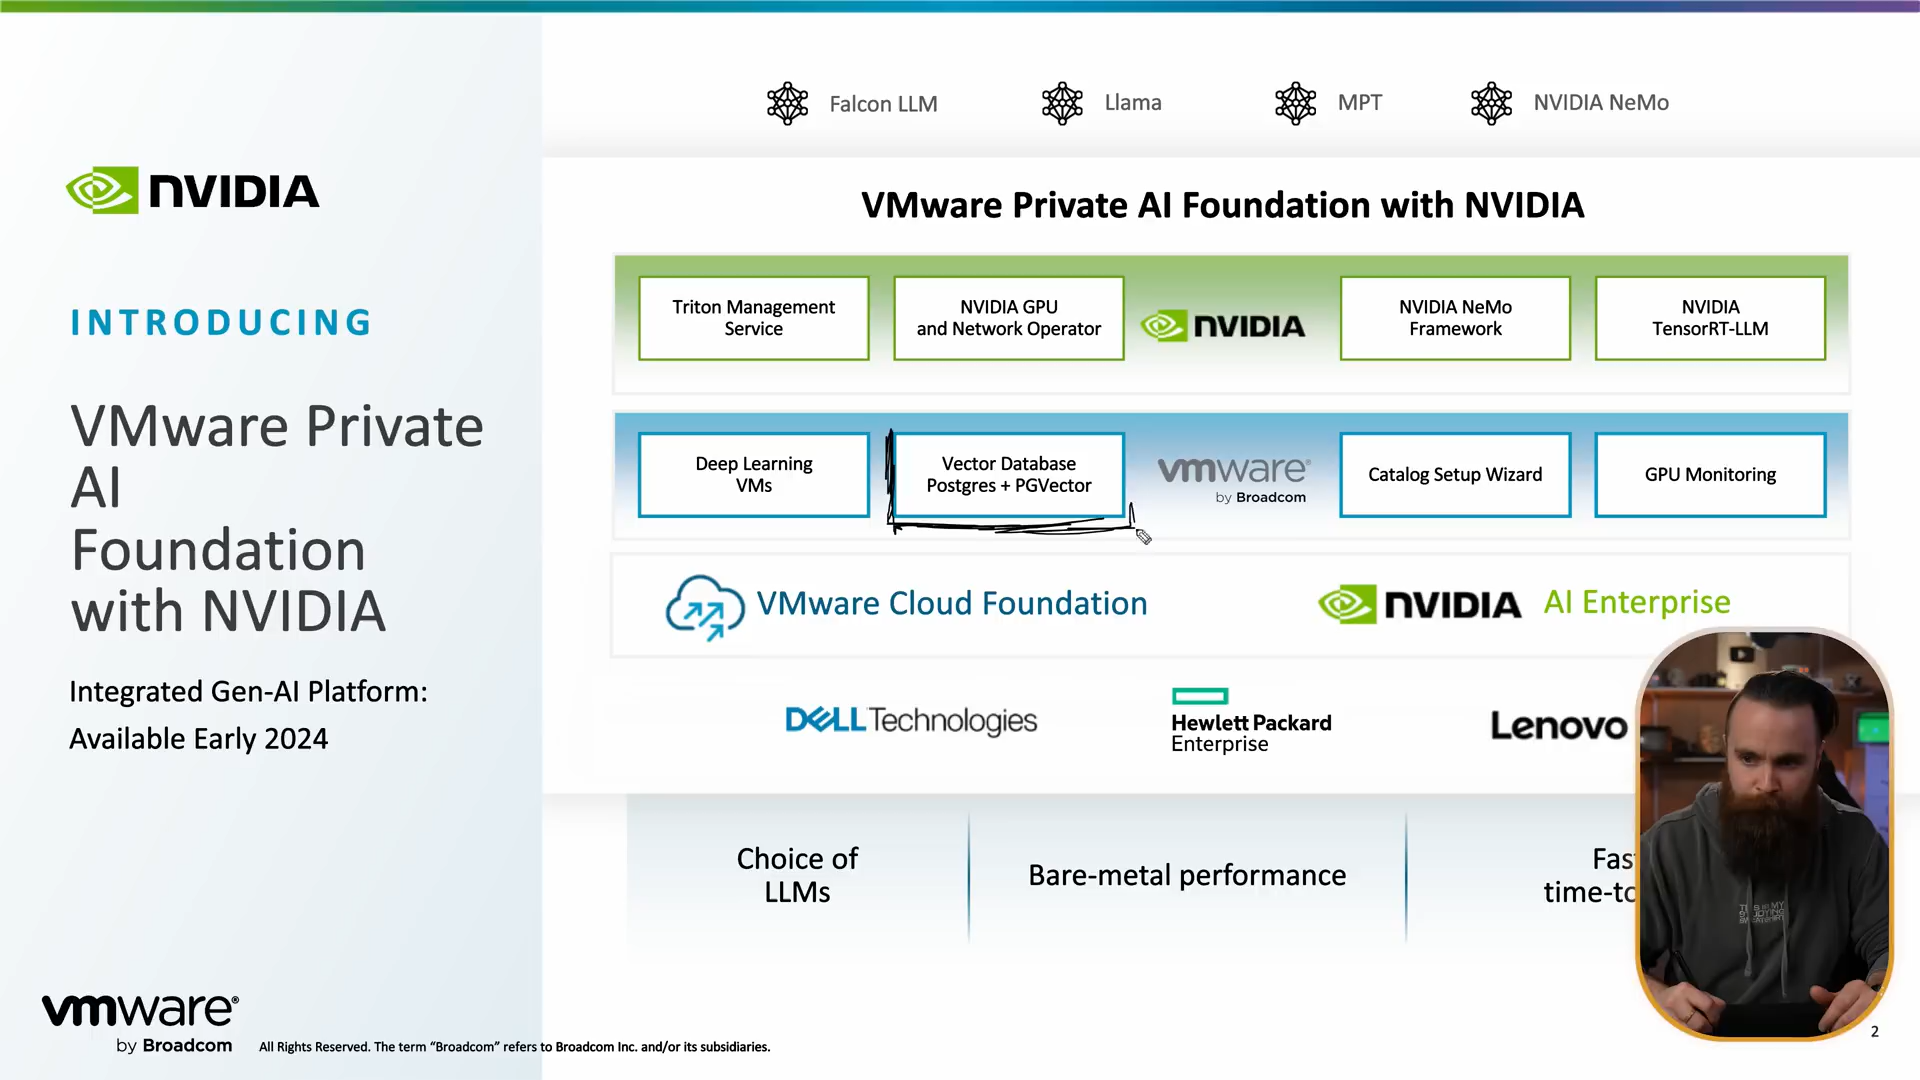 Falcon LLM
Llama
MPT
NVIDIA NeMo
NVIDIA
INTRODUCING
VMware Private
AI
Foundation
with NVIDIA
Integrated Gen-AI Platform:
Available Early 2024
VMware Private AI Foundation with NVIDIA
Triton Management
Service
NVIDIA GPU
and Network Operator
NVIDIA
NVIDIA NeMo
Framework
NVIDIA
TensorRT-LLM
Deep Learning
VMs
Vector Database
Postgres + PGVector
vmware®
by Broadcom
Catalog Setup Wizard
GPU Monitoring
VMware Cloud Foundation
NVIDIA AI Enterprise
DELL Technologies
Hewlett Packard
Enterprise
Lenovo
Choice of
LLMs
Bare-metal performance
Fas
time-to
vmware®
by Broadcom
All Rights Reserved. The term “Broadcom” refers to Broadcom Inc. and/or its subsidiaries.
2